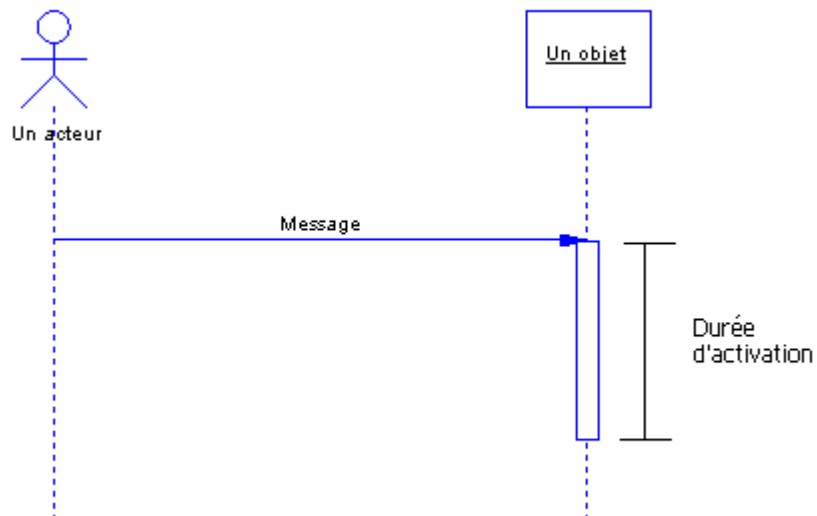 Un objet
Un acteur
Message
Durée
d'activation